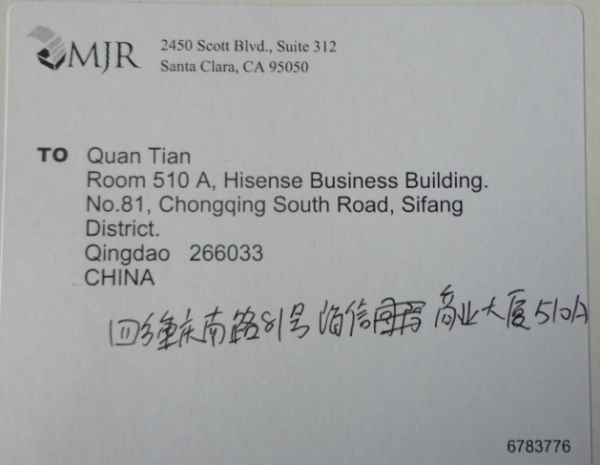 MJR
2450 Scott Blvd., Suite 312
Santa Clara, CA 95050
TO Quan Tian
Room 510 A, Hisense Business Building.
No.81, Chongqing South Road, Sifang
District.
Qingdao 266033
CHINA
重庆南路81号 海信 商业大厦510A
6783776